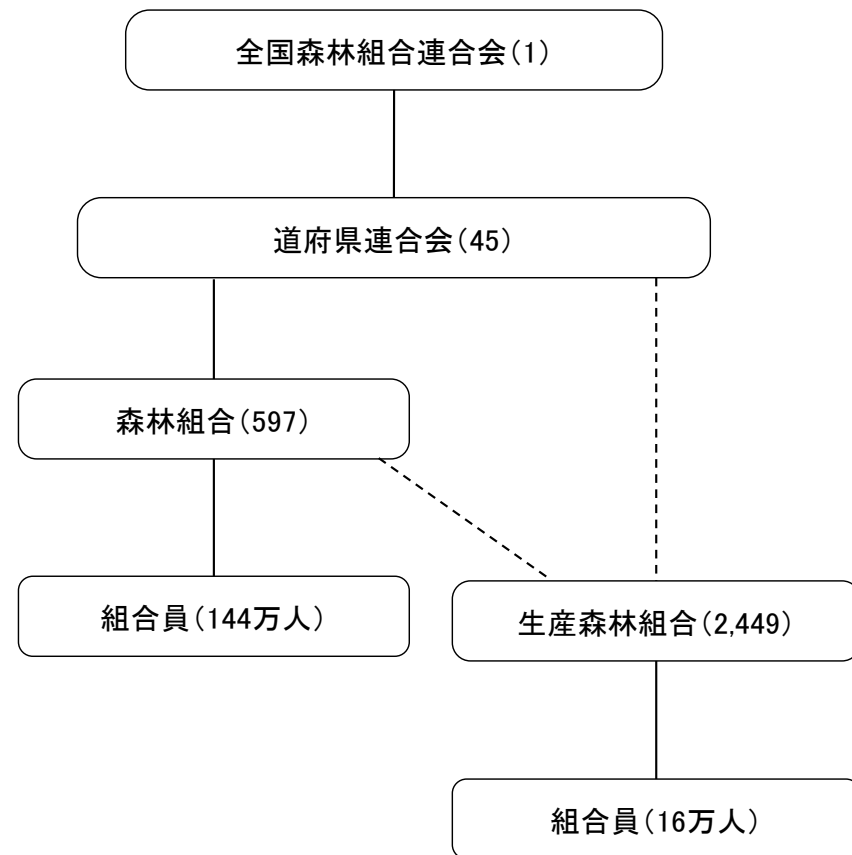 全国森林組合連合会(1)
道府県連合会(45)
森林組合(597)
組合員(144万人)
生産森林組合(2,449)
組合員(16万人)